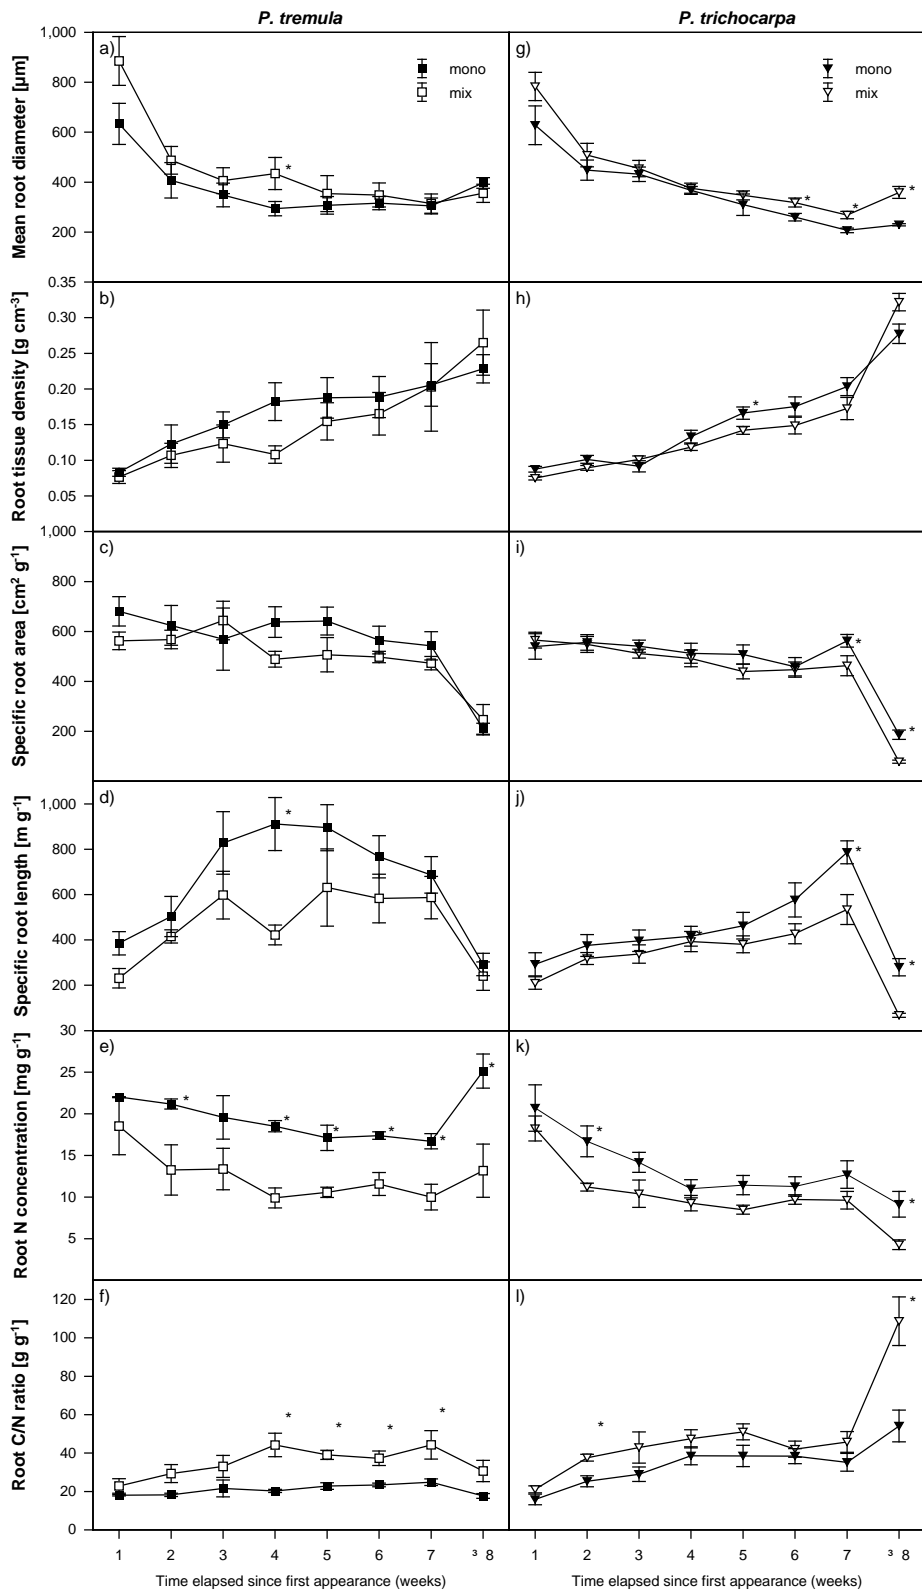 P. tremula
P. trichocarpa
1,000
a)
g)
mono
mono
mix
mix
800
600
400
*
*
*
*
200
Mean root diameter [µm]
0.35
b)
h)
0.30
0.25
0.20
*
0.15
0.10
0.05
Root tissue density [g cm-3]
1,000
c)
i)
800
600
*
400
200
*
Specific root area [cm2 g-1]
d)
j)
1,000
*
800
*
600
400
*
*
200
Specific root length [m g-1]
30
e)
k)
25
*
20
*
*
*
*
*
*
15
10
*
5
Root N concentration [mg g-1]
f)
l)
120
*
100
80
60
*
*
*
*
*
40
20
0
Root C/N ratio [g g-1]
1 2 3 4 5 6 7 ³ 8
1 2 3 4 5 6 7 ³ 8
Time elapsed since first appearance (weeks)
Time elapsed since first appearance (weeks)